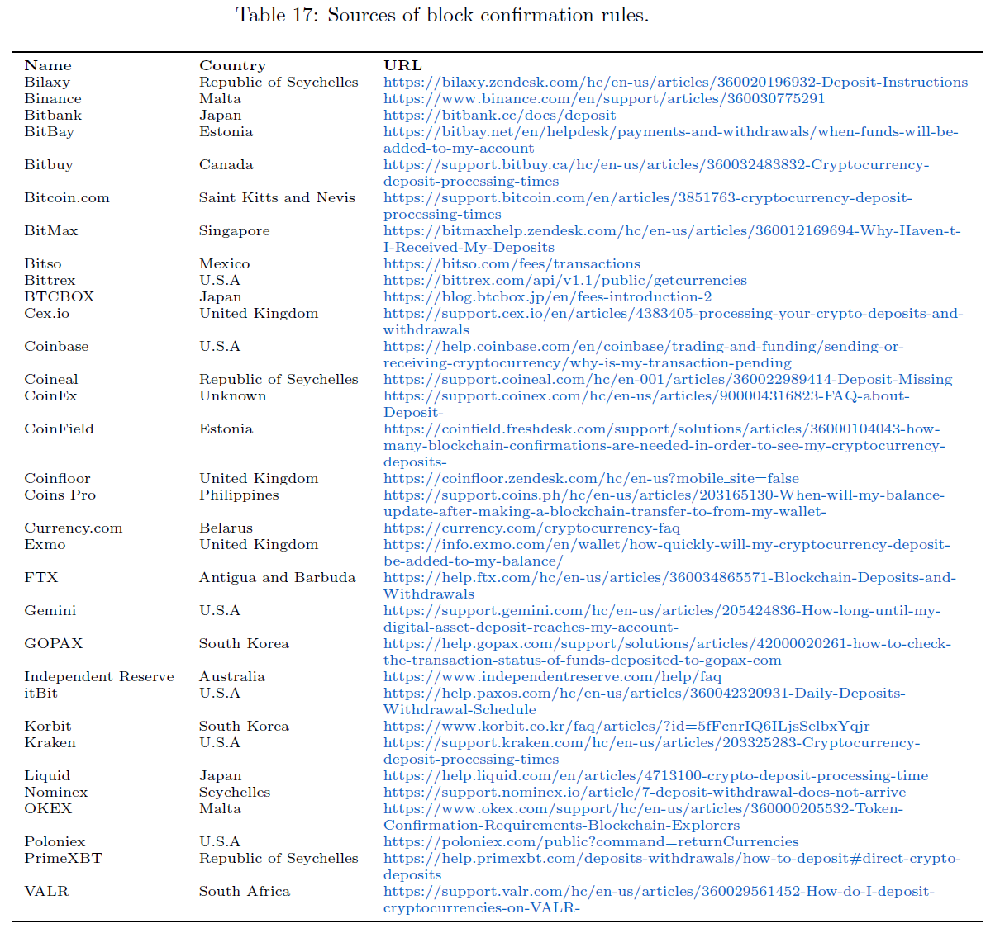 Table 17: Sources of block confirmation rules.
Name Country URL
Bilaxy Republic of Seychelles https://bilaxy.zendesk.com/hc/en-us/articles/360020196932-Deposit-Instructions
Binance Malta https://www.binance.com/en/support/articles/360030775291
Bitbank Japan https://bitbank.cc/docs/deposit
BitBay Estonia https://bitbay.net/en/helpdesk/payments-and-withdrawals/when-funds-will-be-
added-to-my-account
Bitbuy Canada https://support.bitbuy.ca/hc/en-us/articles/360032483832-Cryptocurrency-
deposit-processing-times
Bitcoin.com Saint Kitts and Nevis https://support.bitcoin.com/en/articles/3851763-cryptocurrency-deposit-
processing-times
BitMax Singapore https://bitmaxhelp.zendesk.com/hc/en-us/articles/360012169694-Why-Haven-t-
I-Received-My-Deposits
Bitso Mexico https://bitso.com/fees/transactions
Bittrex U.S.A https://bittrex.com/api/v1.1/public/getcurrencies
BTCBOX Japan https://blog.btcbox.jp/en/fees-introduction-2
Cex.io United Kingdom https://support.cex.io/en/articles/4383405-processing-your-crypto-deposits-and-
withdrawals
Coinbase U.S.A https://help.coinbase.com/en/coinbase/trading-and-funding/sending-or-
receiving-cryptocurrency/why-is-my-transaction-pending
Coineal Republic of Seychelles https://support.coineal.com/hc/en-001/articles/360022989414-Deposit-Missing
CoinEx Unknown https://support.coinex.com/hc/en-us/articles/900004316823-FAQ-about-
Deposit-
CoinField Estonia https://coinfield.freshdesk.com/support/solutions/articles/36000104043-how-
many-blockchain-confirmations-are-needed-in-order-to-see-my-cryptocurrency-
deposits-
Coinfloor United Kingdom https://coinfloor.zendesk.com/hc/en-us?mobile_site=false
Coins Pro Philippines https://support.coins.ph/hc/en-us/articles/203165130-When-will-my-balance-
update-after-making-a-blockchain-transfer-to-from-my-wallet-
Currency.com Belarus https://currency.com/cryptocurrency-faq
Exmo United Kingdom https://info.exmo.com/en/wallet/how-quickly-will-my-cryptocurrency-deposit-
be-added-to-my-balance/
FTX Antigua and Barbuda https://help.ftx.com/hc/en-us/articles/360034865571-Blockchain-Deposits-and-
Withdrawals
Gemini U.S.A https://support.gemini.com/hc/en-us/articles/205424836-How-long-until-my-
digital-asset-deposit-reaches-my-account-
GOPAX South Korea https://help.gopax.com/support/solutions/articles/42000020261-how-to-check-
the-transaction-status-of-funds-deposited-to-gopax-com
Independent Reserve Australia https://www.independentreserve.com/help/faq
itBit U.S.A https://help.paxos.com/hc/en-us/articles/360042320931-Daily-Deposits-
Withdrawal-Schedule
Korbit South Korea https://www.korbit.co.kr/faq/articles/?id=5fFcnrIQ6ILjsSelbxYqjr
Kraken U.S.A https://support.kraken.com/hc/en-us/articles/203325283-Cryptocurrency-
deposit-processing-times
Liquid Japan https://help.liquid.com/en/articles/4713100-crypto-deposit-processing-time
Nominex Seychelles https://support.nominex.io/article/7-deposit-withdrawal-does-not-arrive
OKEX Malta https://www.okex.com/support/hc/en-us/articles/360000205532-Token-
Confirmation-Requirements-Blockchain-Explorers
Poloniex U.S.A https://poloniex.com/public?command=returnCurrencies
PrimeXBT Republic of Seychelles https://help.primexbt.com/deposits-withdrawals/how-to-deposit#direct-crypto-
deposits
VALR South Africa https://support.valr.com/hc/en-us/articles/360029561452-How-do-I-deposit-
cryptocurrencies-on-VALR-